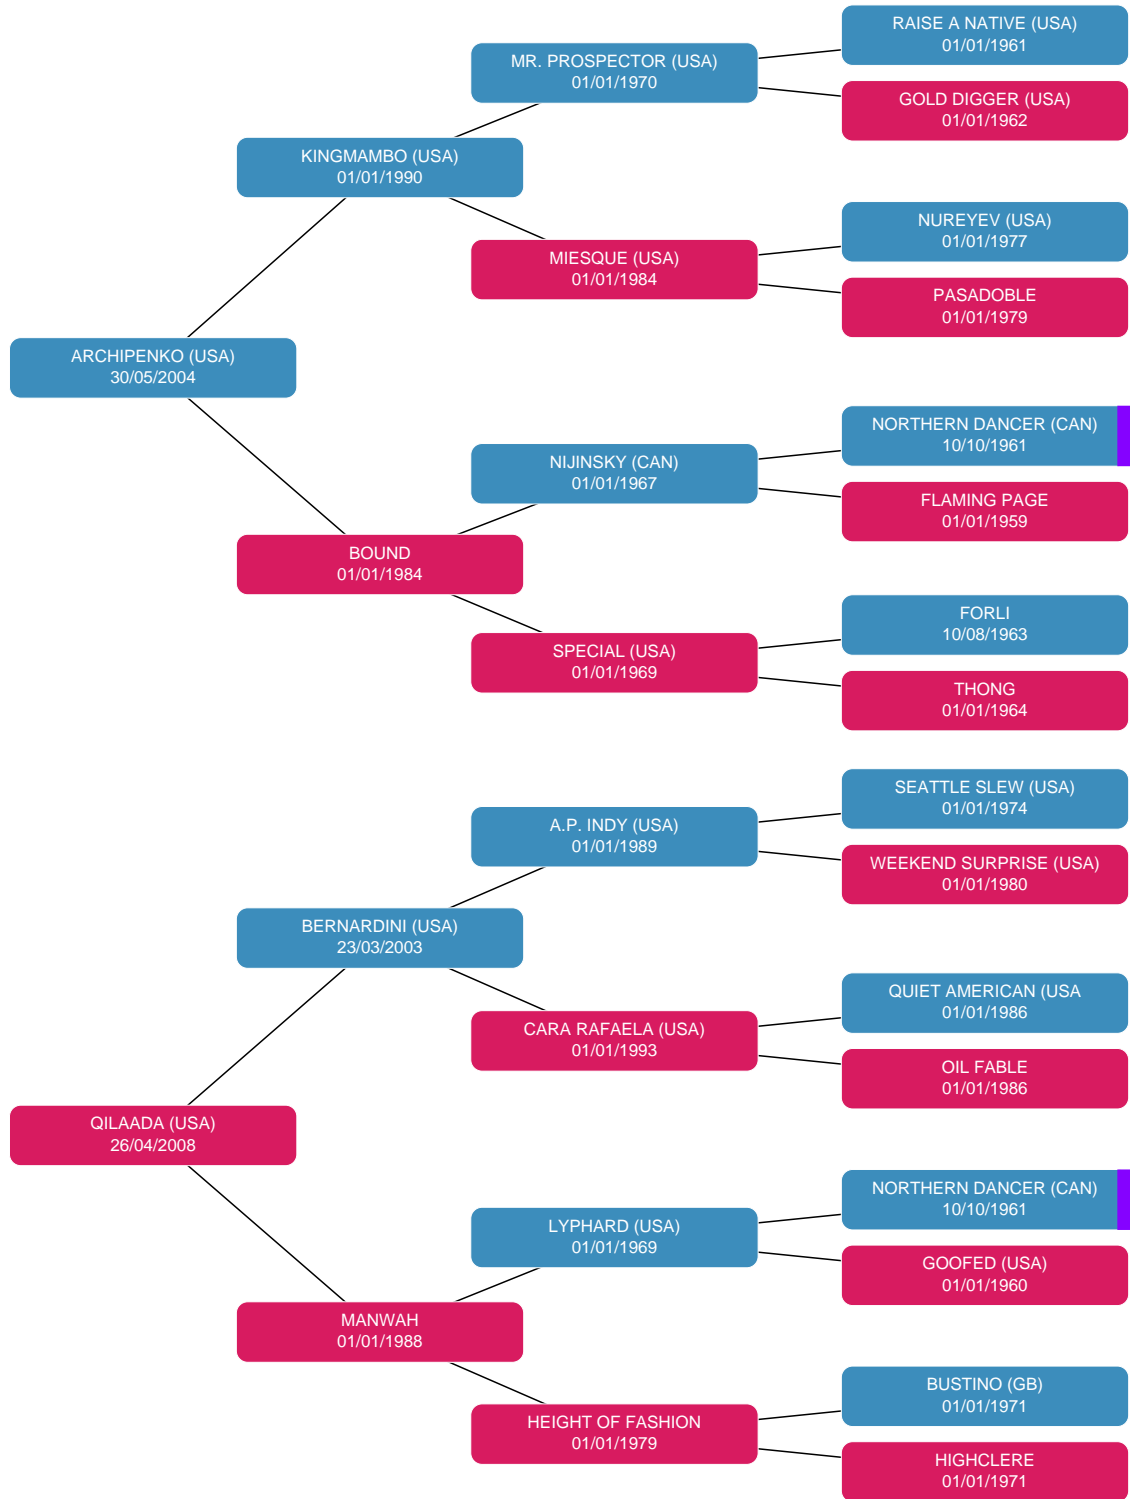 RAISE A NATIVE (USA)
01/01/1961
MR. PROSPECTOR (USA)
01/01/1970
GOLD DIGGER (USA)
01/01/1962
KINGMAMBO (USA)
01/01/1990
NUREYEV (USA)
01/01/1977
MIESQUE (USA)
01/01/1984
PASADOBLE
01/01/1979
ARCHIPENKO (USA)
30/05/2004
NORTHERN DANCER (CAN)
10/10/1961
NIJINSKY (CAN)
01/01/1967
FLAMING PAGE
01/01/1959
BOUND
01/01/1984
FORLI
10/08/1963
SPECIAL (USA)
01/01/1969
THONG
01/01/1964
SEATTLE SLEW (USA)
01/01/1974
A.P. INDY (USA)
01/01/1989
WEEKEND SURPRISE (USA)
01/01/1980
BERNARDINI (USA)
23/03/2003
QUIET AMERICAN (USA
01/01/1986
CARA RAFAELA (USA)
01/01/1993
OIL FABLE
01/01/1986
QILAADA (USA)
26/04/2008
NORTHERN DANCER (CAN)
10/10/1961
LYPHARD (USA)
01/01/1969
GOOFED (USA)
01/01/1960
MANWAH
01/01/1988
BUSTINO (GB)
01/01/1971
HEIGHT OF FASHION
01/01/1979
HIGHCLERE
01/01/1971